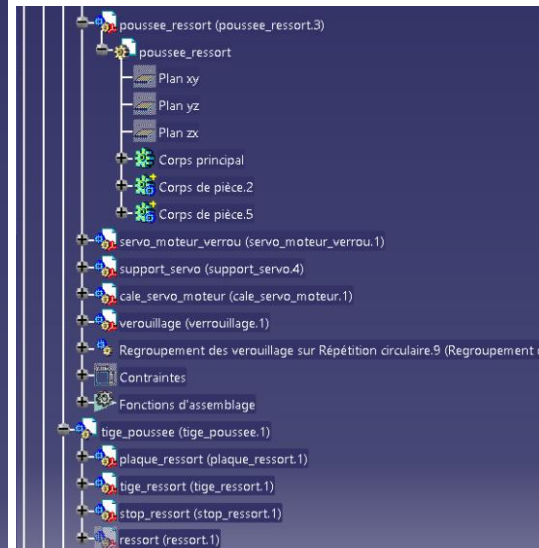 poussee_ressort (poussee_ressort.3)
poussee_ressort
Plan xy
Plan yz
Plan zx
Corps principal
Corps de pièce.2
Corps de pièce.5
servo_moteur_verrou (servo_moteur_verrou.1)
support_servo (support_servo.4)
cale_servo_moteur (cale_servo_moteur.1)
verouillage (verrouillage.1)
Regroupement des verouillage sur Répétition circulaire.9 (Regroupement
Contraintes
Fonctions d'assemblage
tige_poussee (tige_poussee.1)
plaque_ressort (plaque_ressort.1)
tige_ressort (tige_ressort.1)
stop_ressort (stop_ressort.1)
ressort (ressort.1)